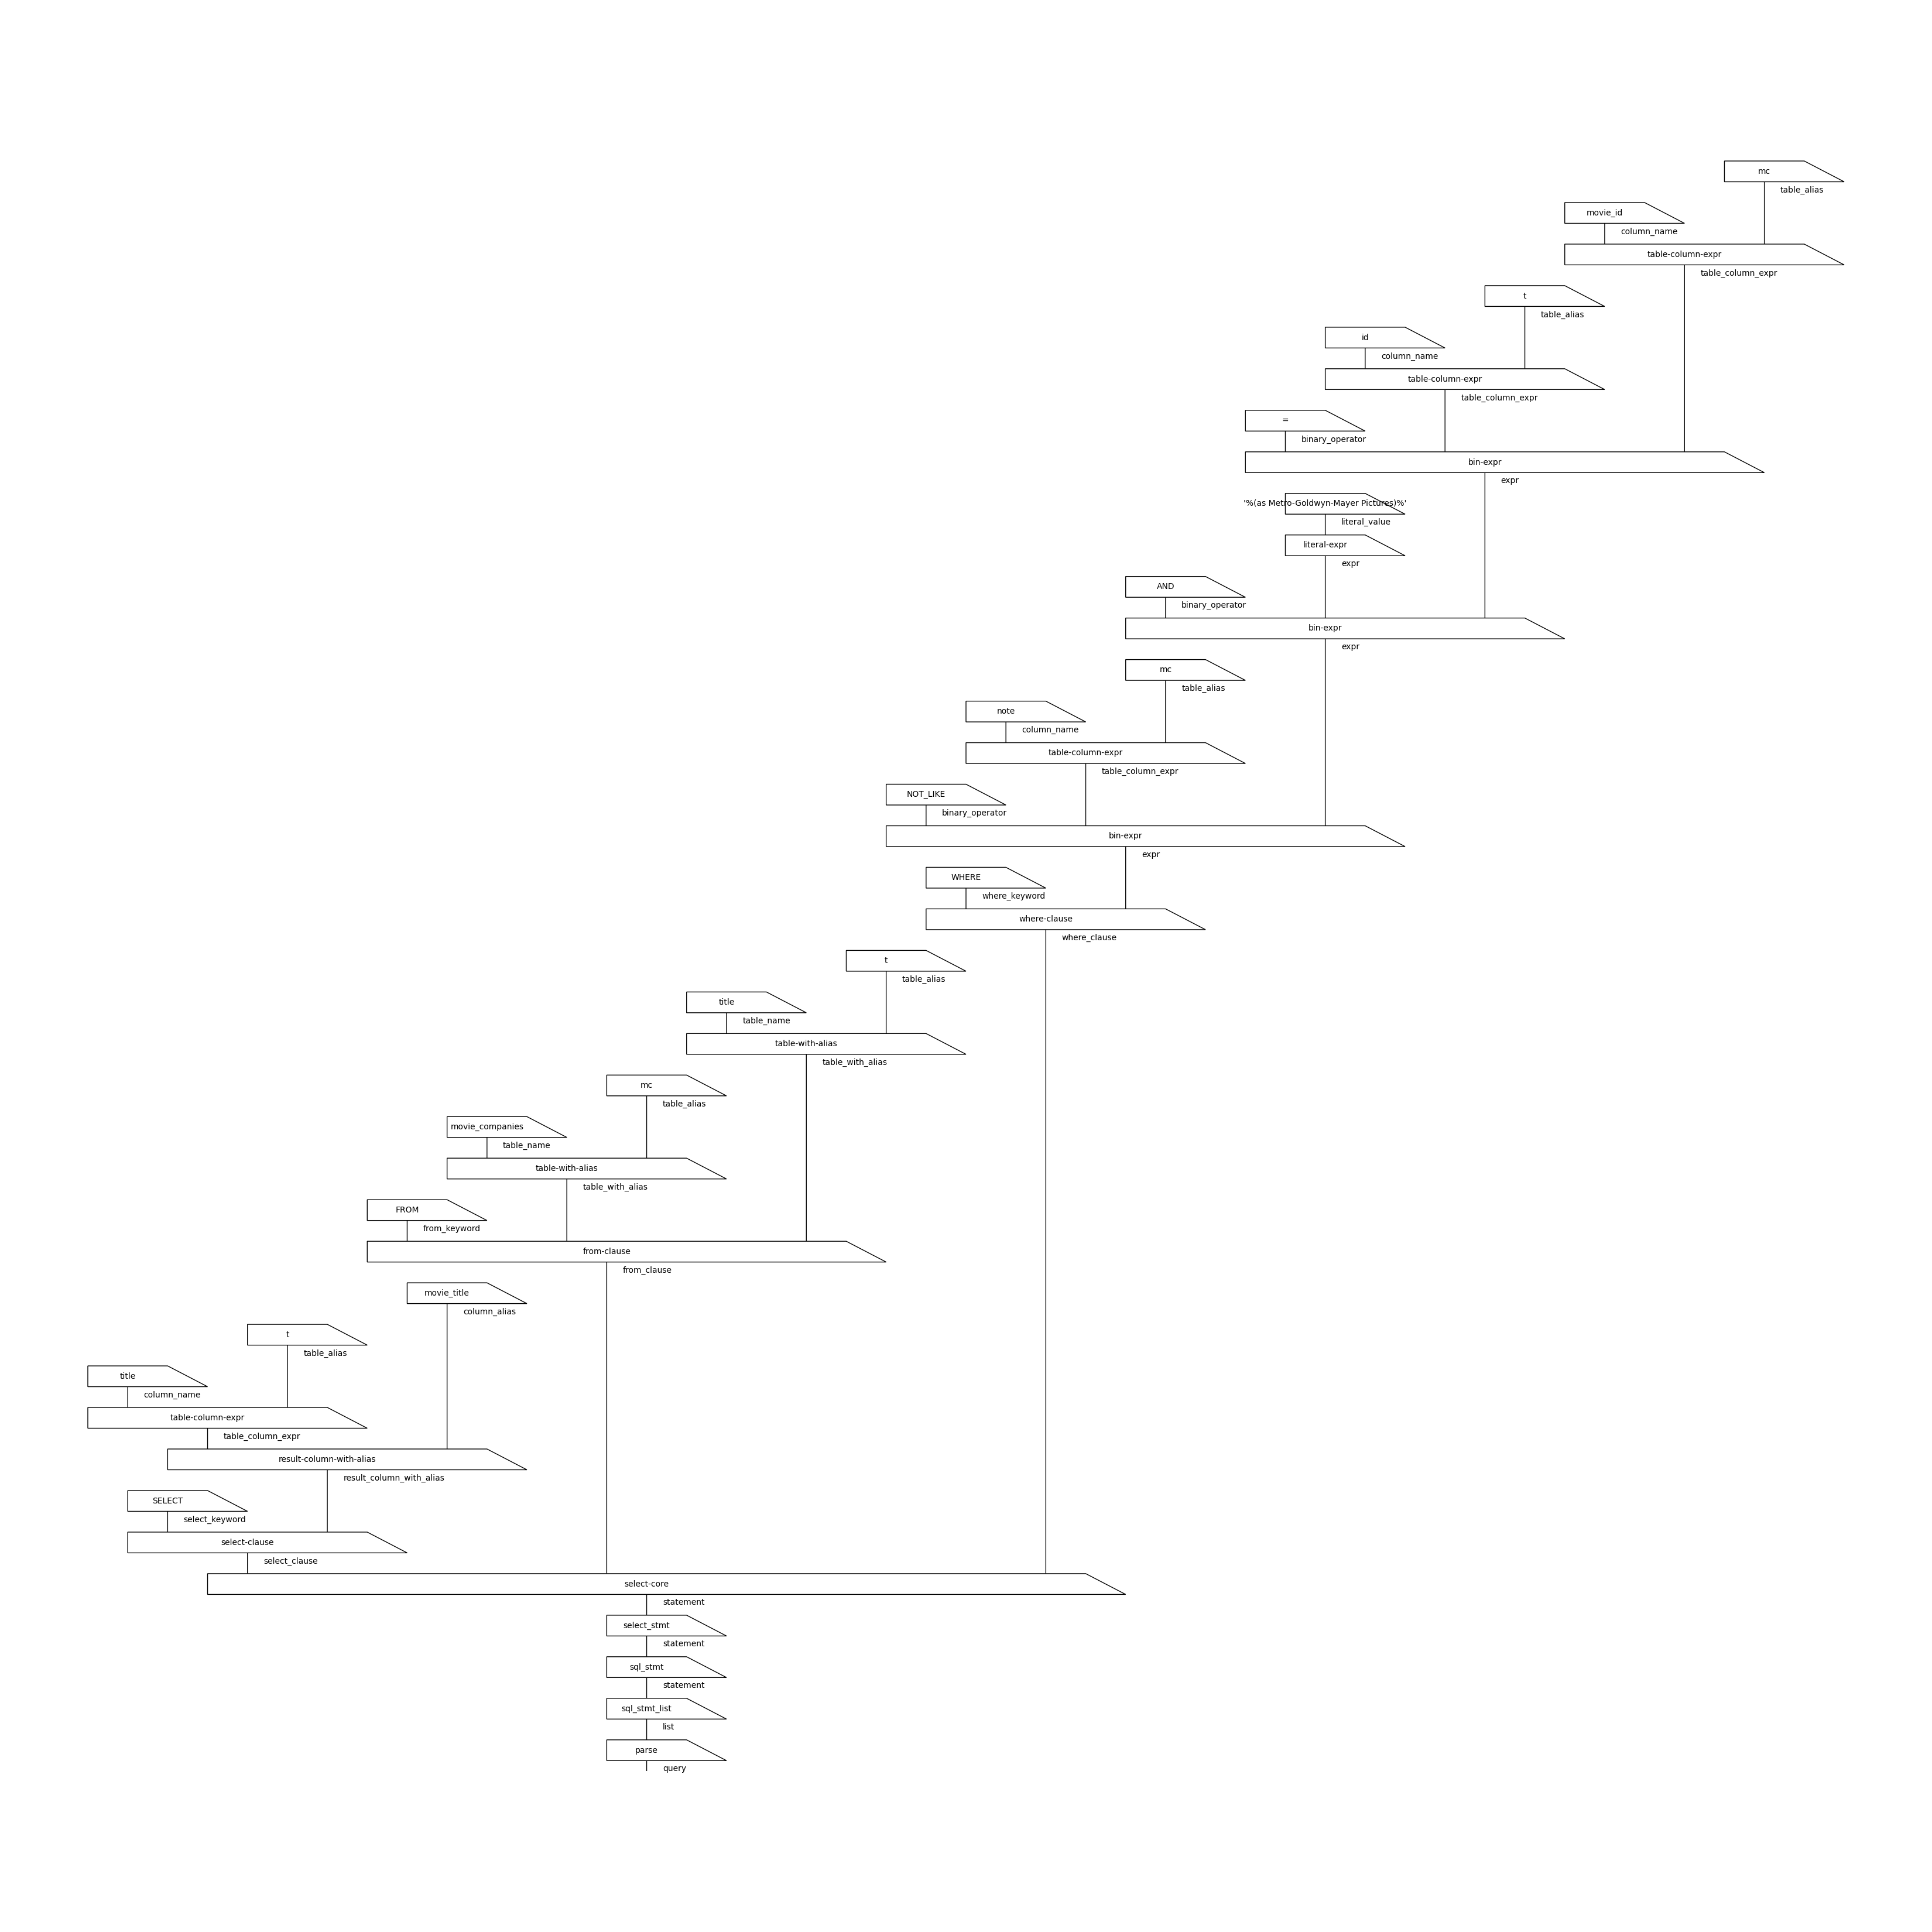 mc
table_alias
movie_id
column_name
table-column-expr
table_column_expr
t
table_alias
id
column_name
table-column-expr
table_column_expr
=
binary_operator
bin-expr
expr
'%(as Metro-Goldwyn-Mayer Pictures)%'
literal_value
literal-expr
expr
AND
binary_operator
bin-expr
expr
mc
table_alias
note
column_name
table-column-expr
table_column_expr
NOT_LIKE
binary_operator
bin-expr
expr
WHERE
where_keyword
where-clause
where_clause
t
table_alias
title
table_name
table-with-alias
table_with_alias
mc
table_alias
movie_companies
table_name
table-with-alias
table_with_alias
FROM
from_keyword
from-clause
from_clause
movie_title
column_alias
t
table_alias
title
column_name
table-column-expr
table_column_expr
result-column-with-alias
result_column_with_alias
SELECT
select_keyword
select-clause
select_clause
select-core
statement
select_stmt
statement
sql_stmt
statement
sql_stmt_list
list
parse
query